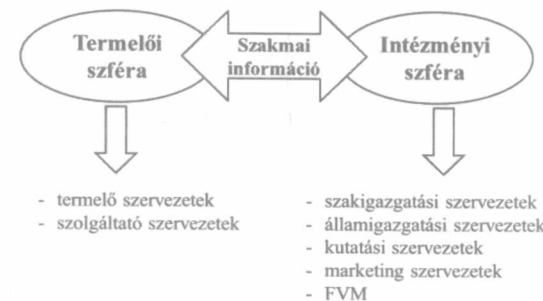 Termelői
szféra
Szakmai
információ
Intézményi
szféra
- termelő szervezetek
- szolgáltató szervezetek
- szakigazgatási szervezetek
- államigazgatási szervezetek
- kutatási szervezetek
- marketing szervezetek
- FVM